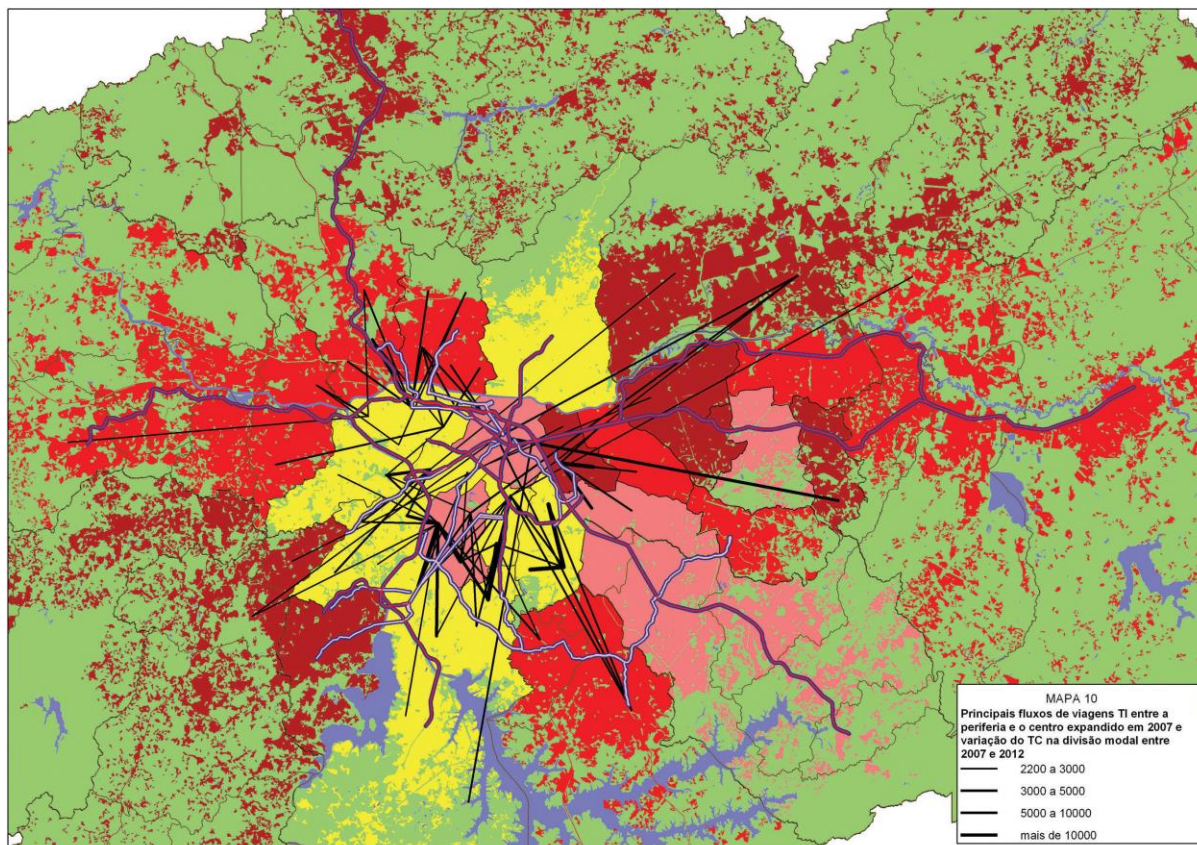 MAPA 10
Principais fluxos de viagens TI entre a
periferia e o centro expandido em 2007 e
variação do TC na divisão modal entre
2007 e 2012
2200 a 3000
3000 a 5000
5000 a 10000
mais de 10000